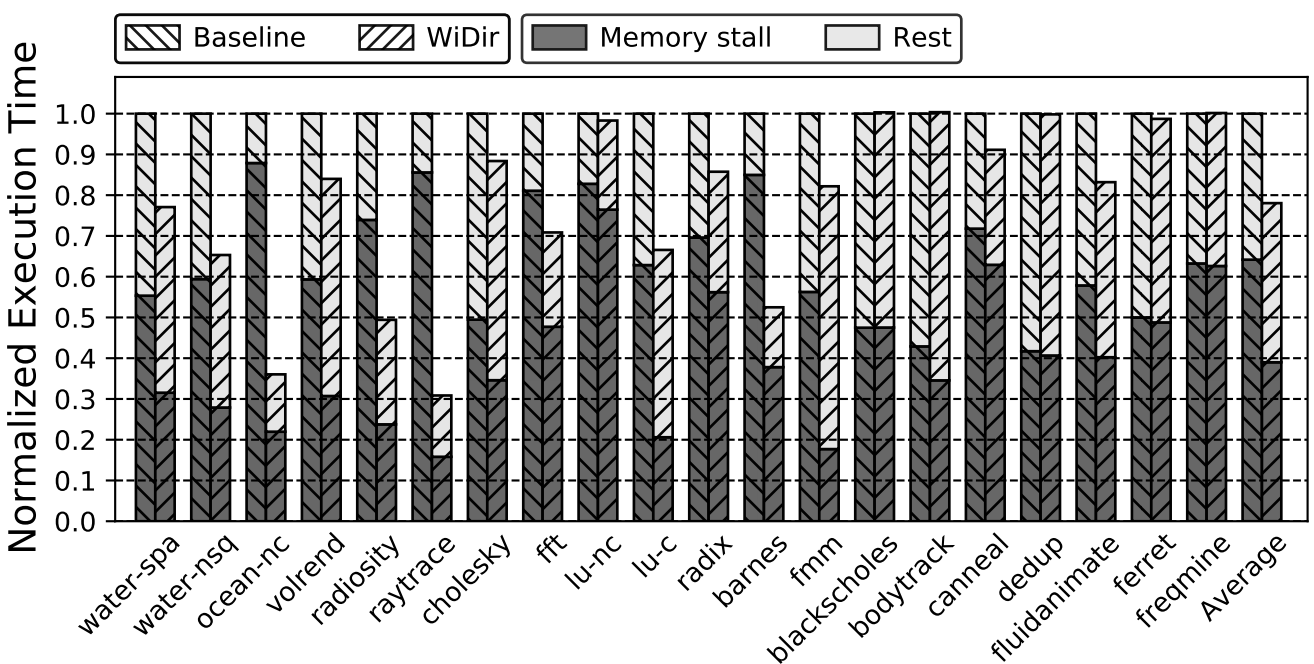 Baseline WiDir Memory stall Rest
Normalized Execution Time
1.0
0.9
0.8
0.7
0.6
0.5
0.4
0.3
0.2
0.1
0.0
water-spa
water-nsq
ocean-nc
volrend
radiosity
raytrace
cholesky
fft
lu-nc
lu-c
radix
barnes
fmm
blackscholes
bodytrack
canneal
dedup
fluidanimate
ferret
freqmine
Average